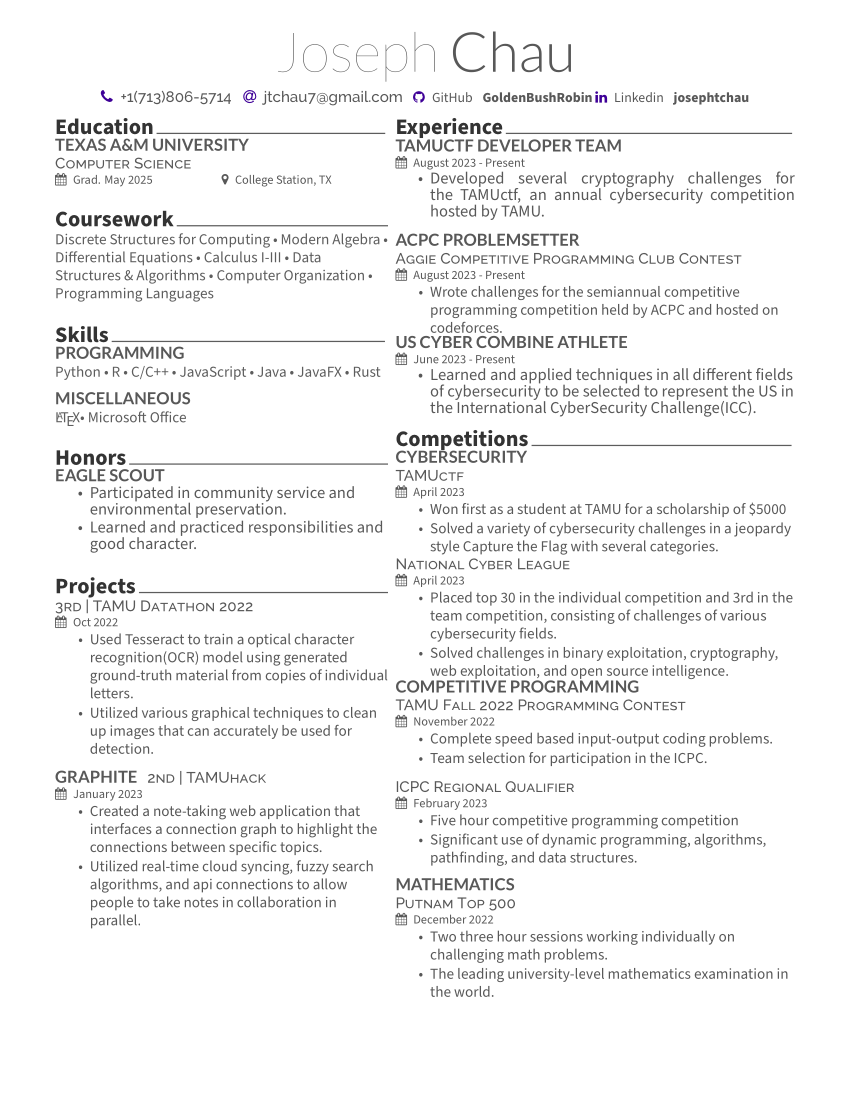 Joseph Chau
+1(713)806-5714 jtchau7@gmail.com GitHub GoldenBushRobin Linkedin josephtchau
Education
TEXAS A&M UNIVERSITY
Computer Science
Grad. May 2025 College Station, TX
Coursework
Discrete Structures for Computing • Modern Algebra •
Differential Equations • Calculus I-III • Data
Structures & Algorithms • Computer Organization •
Programming Languages
Skills
PROGRAMMING
Python • R • C/C++ • JavaScript • Java • JavaFX • Rust
MISCELLANEOUS
LATEX• Microsoft Office
Honors
EAGLE SCOUT
• Participated in community service and
environmental preservation.
• Learned and practiced responsibilities and
good character.
Projects
3rd | TAMU Datathon 2022
Oct 2022
• Used Tesseract to train a optical character
recognition(OCR) model using generated
ground-truth material from copies of individual
letters.
• Utilized various graphical techniques to clean
up images that can accurately be used for
detection.
GRAPHITE 2nd | TAMUhack
January 2023
• Created a note-taking web application that
interfaces a connection graph to highlight the
connections between specific topics.
• Utilized real-time cloud syncing, fuzzy search
algorithms, and api connections to allow
people to take notes in collaboration in
parallel.
Experience
TAMUCTF DEVELOPER TEAM
August 2023 - Present
• Developed several cryptography challenges for
the TAMUctf, an annual cybersecurity competition
hosted by TAMU.
ACPC PROBLEMSETTER
Aggie Competitive Programming Club Contest
August 2023 - Present
• Wrote challenges for the semiannual competitive
programming competition held by ACPC and hosted on
codeforces.
US CYBER COMBINE ATHLETE
June 2023 - Present
• Learned and applied techniques in all different fields
of cybersecurity to be selected to represent the US in
the International CyberSecurity Challenge(ICC).
Competitions
CYBERSECURITY
TAMUctf
April 2023
• Won first as a student at TAMU for a scholarship of $5000
• Solved a variety of cybersecurity challenges in a jeopardy
style Capture the Flag with several categories.
National Cyber League
April 2023
• Placed top 30 in the individual competition and 3rd in the
team competition, consisting of challenges of various
cybersecurity fields.
• Solved challenges in binary exploitation, cryptography,
web exploitation, and open source intelligence.
COMPETITIVE PROGRAMMING
TAMU Fall 2022 Programming Contest
November 2022
• Complete speed based input-output coding problems.
• Team selection for participation in the ICPC.
ICPC Regional Qualifier
February 2023
• Five hour competitive programming competition
• Significant use of dynamic programming, algorithms,
pathfinding, and data structures.
MATHEMATICS
Putnam Top 500
December 2022
• Two three hour sessions working individually on
challenging math problems.
• The leading university-level mathematics examination in
the world.